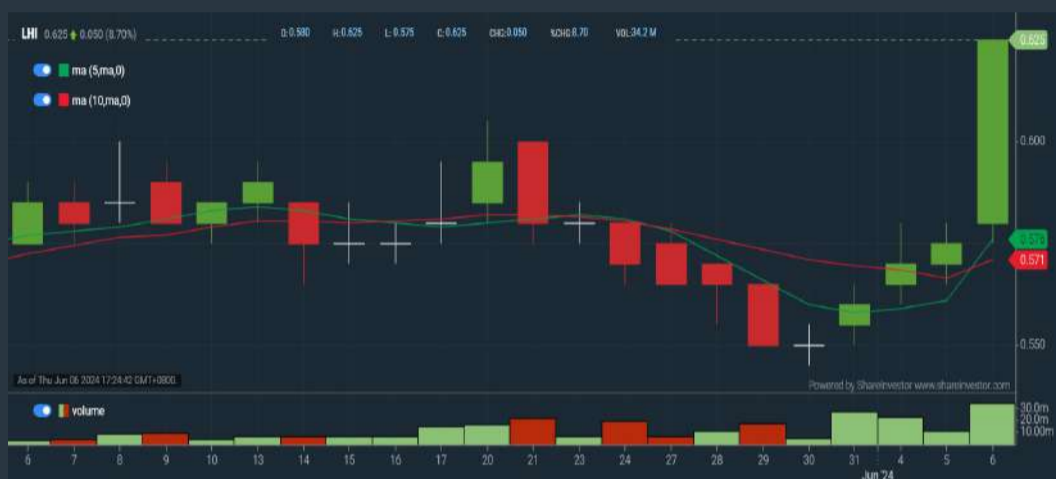 LHI 0.625 0.050 (8.70%) O:0.580 H:0.625 L:0.575 C:0.625 CHG:0.050 %CHG:8.70 VOL:34.2 M
ma (5,ma,0)
ma (10,ma,0)
0.625
0.600
0.576
0.571
0.550
As of Thu Jun 06 2024 17:24:42 GMT+0800. Powered by ShareInvestor www.shareinvestor.com
volume
30.0m
20.0m
10.00m
6 7 8 9 10 13 14 15 16 17 20 21 23 24 27 28 29 30 31 4 5 6
Jun '24